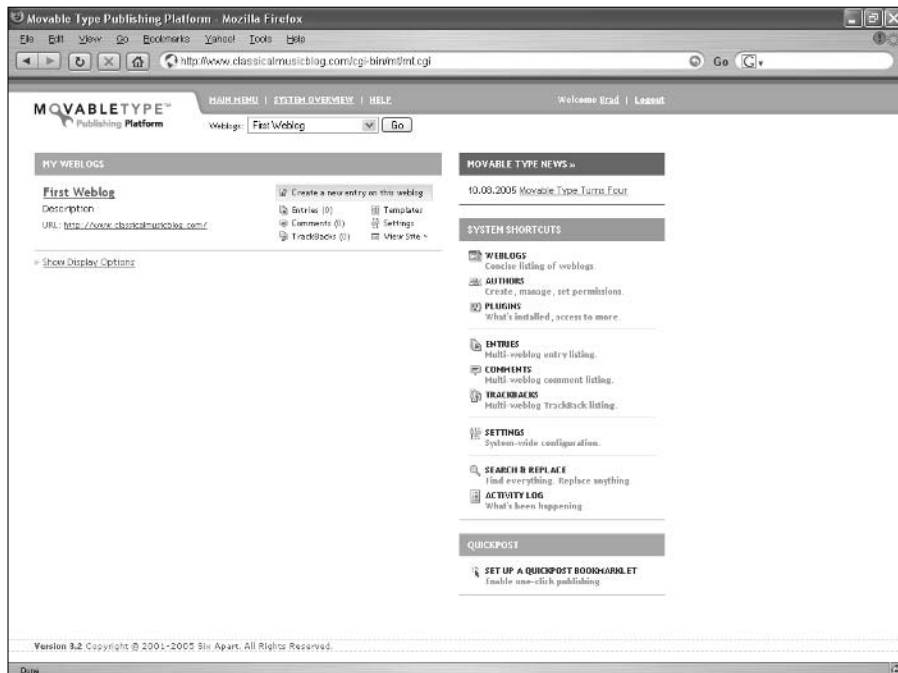 Movable Type Publishing Platform - Mozilla Firefox
File Edit View Go Bookmarks Yahoo! Tools Help
http://www.classicalmusicblog.com/cgi-bin/mt/mt.cgi
Go
MOVABLETYPE™
Publishing Platform
MAIN MENU | SYSTEM OVERVIEW | HELP
Welcome Brad | Logout
Weblogs: First Weblog Go
MY WEBLOGS
First Weblog
Description
URL: http://www.classicalmusicblog.com/
Create a new entry on this weblog
Entries (0) Templates
Comments (0) Settings
TrackBacks (0) View Site »
Show Display Options
MOVABLE TYPE NEWS »
10.08.2005 Movable Type Turns Four
SYSTEM SHORTCUTS
WEBLOGS
Concise listing of weblogs.
AUTHORS
Create, manage, set permissions.
PLUGINS
What's installed, access to more.
ENTRIES
Multi-weblog entry listing.
COMMENTS
Multi-weblog comment listing.
TRACKBACKS
Multi-weblog TrackBack listing.
SETTINGS
System-wide configuration.
SEARCH & REPLACE
Find everything. Replace anything.
ACTIVITY LOG
What's been happening.
QUICKPOST
SET UP A QUICKPOST BOOKMARKLET
Enable one-click publishing.
Version 3.2 Copyright © 2001-2005 Six Apart. All Rights Reserved.
Done